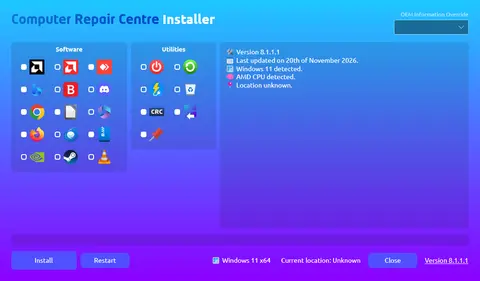 Computer Repair Centre Installer
OEM Information Override
Software
Utilities
Version 8.1.1.1
Last updated on 20th of November 2026.
Windows 11 detected.
AMD CPU detected.
Location unknown.
CRC
Install
Restart
Windows 11 x64
Current location: Unknown
Close
Version 8.1.1.1